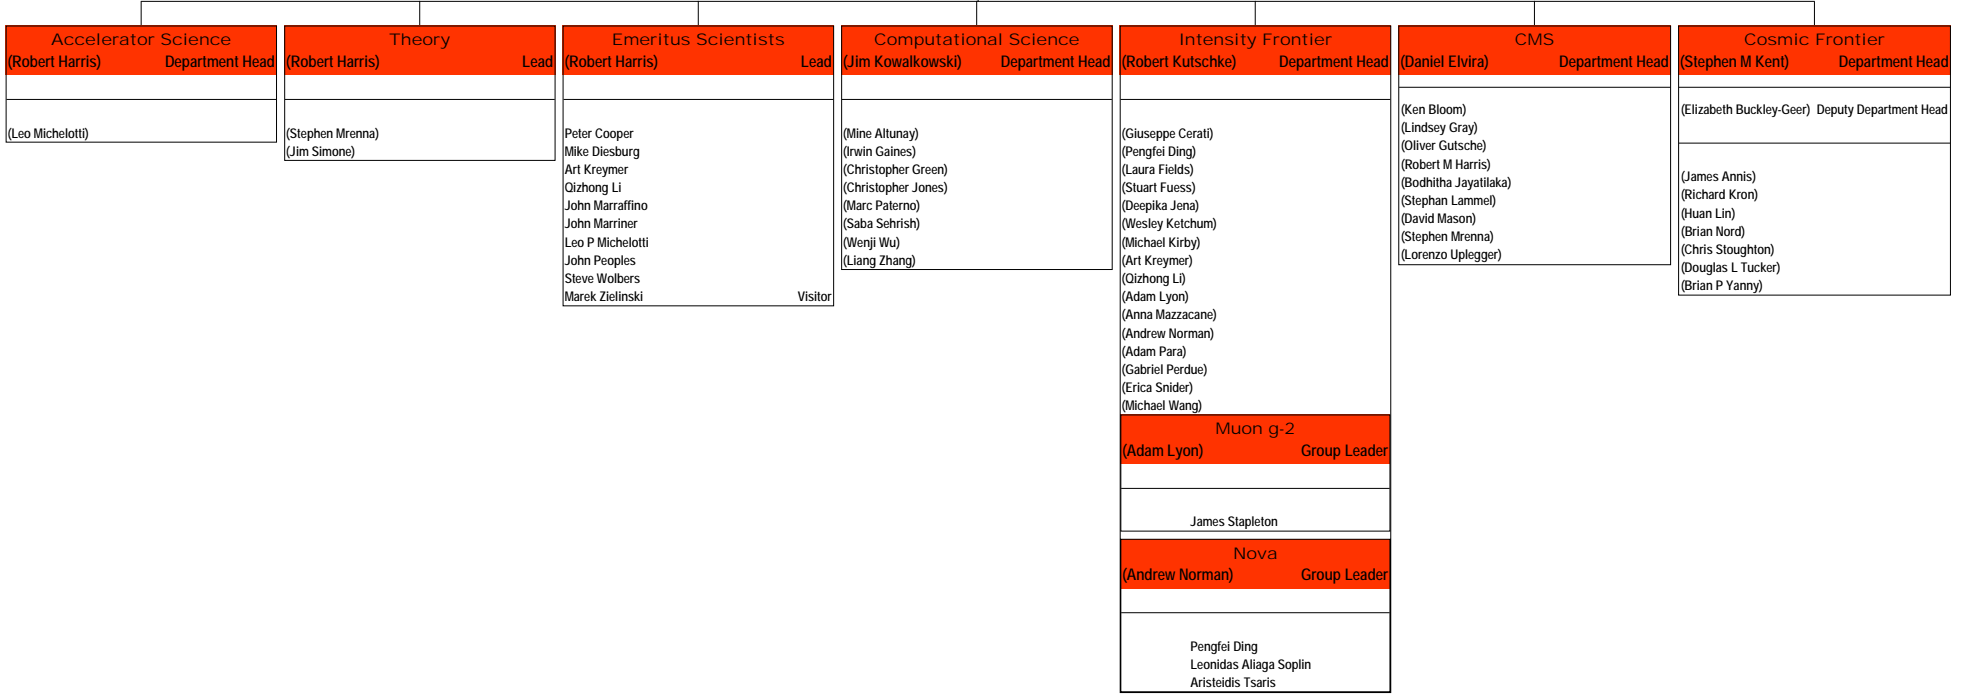 Accelerator Science
(Robert Harris) Department Head
(Leo Michelotti)
Theory
(Robert Harris) Lead
(Stephen Mrenna)
(Jim Simone)
Emeritus Scientists
(Robert Harris) Lead
Peter Cooper
Mike Diesburg
Art Kreymer
Qizhong Li
John Marraffino
John Marriner
Leo P Michelotti
John Peoples
Steve Wolbers
Marek Zielinski Visitor
Computational Science
(Jim Kowalkowski) Department Head
(Mine Altunay)
(Irwin Gaines)
(Christopher Green)
(Christopher Jones)
(Marc Paterno)
(Saba Sehrish)
(Wenji Wu)
(Liang Zhang)
Intensity Frontier
(Robert Kutschke) Department Head
(Giuseppe Cerati)
(Pengfei Ding)
(Laura Fields)
(Stuart Fuess)
(Deepika Jena)
(Wesley Ketchum)
(Michael Kirby)
(Art Kreymer)
(Qizhong Li)
(Adam Lyon)
(Anna Mazzacane)
(Andrew Norman)
(Adam Para)
(Gabriel Perdue)
(Erica Snider)
(Michael Wang)
Muon g-2
(Adam Lyon) Group Leader
James Stapleton
Nova
(Andrew Norman) Group Leader
Pengfei Ding
Leonidas Aliaga Soplin
Aristeidis Tsaris
CMS
(Daniel Elvira) Department Head
(Ken Bloom)
(Lindsey Gray)
(Oliver Gutsche)
(Robert M Harris)
(Bodhitha Jayatilaka)
(Stephan Lammel)
(David Mason)
(Stephen Mrenna)
(Lorenzo Uplegger)
Cosmic Frontier
(Stephen M Kent) Department Head
(Elizabeth Buckley-Geer) Deputy Department Head
(James Annis)
(Richard Kron)
(Huan Lin)
(Brian Nord)
(Chris Stoughton)
(Douglas L Tucker)
(Brian P Yanny)